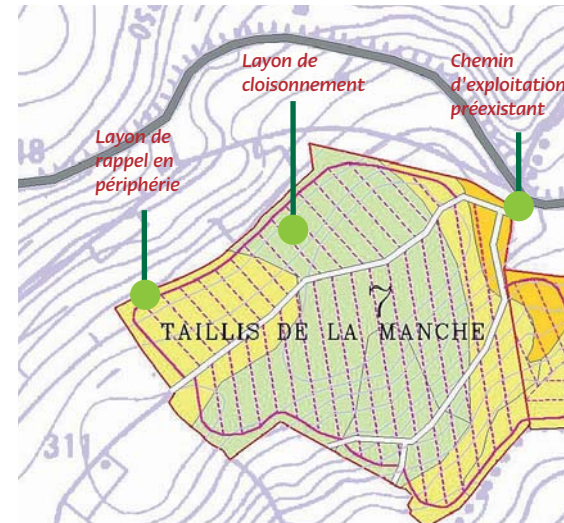 Layon de
cloisonnement
Chemin
d'exploitation
préexistant
Layon de
rappel en
périphérie
7
TAILLIS DE LA MANCHE
311